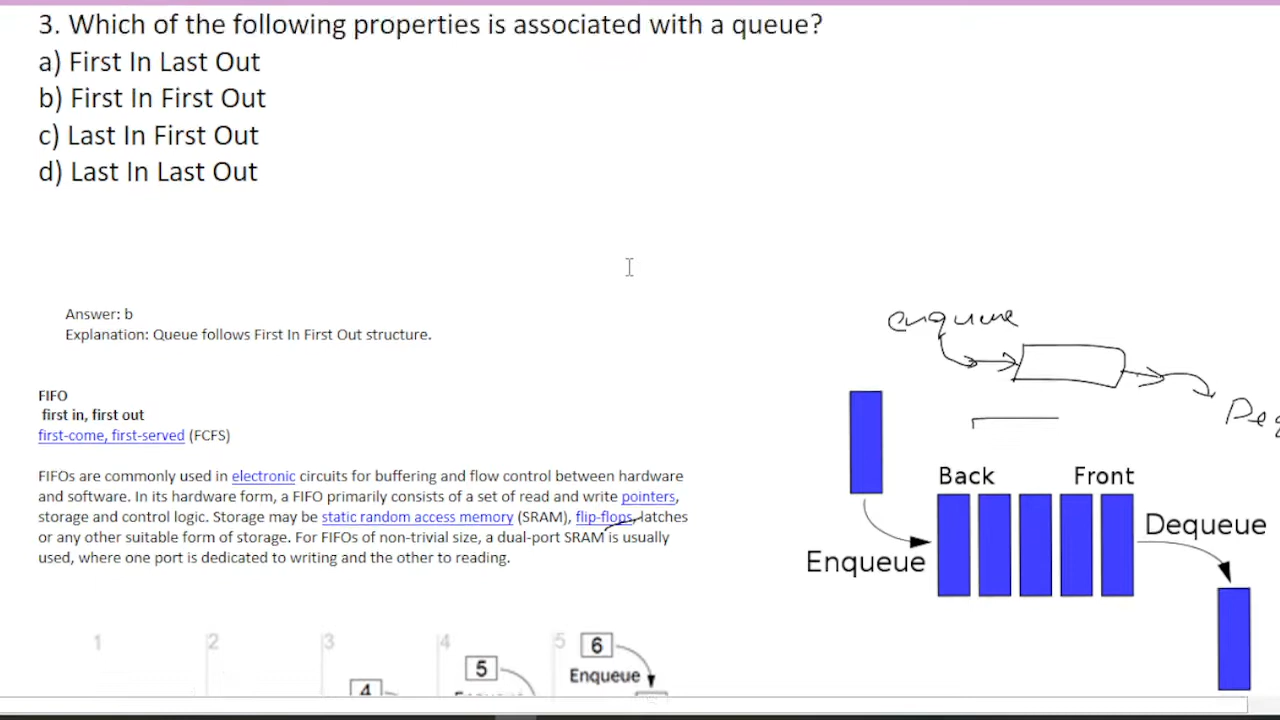 3. Which of the following properties is associated with a queue?
a) First In Last Out
b) First In First Out
c) Last In First Out
d) Last In Last Out
Answer: b
Explanation: Queue follows First In First Out structure.
FIFO
first in, first out
first-come, first-served (FCFS)
FIFOs are commonly used in electronic circuits for buffering and flow control between hardware
and software. In its hardware form, a FIFO primarily consists of a set of read and write pointers,
storage and control logic. Storage may be static random access memory (SRAM), flip-flops, latches
or any other suitable form of storage. For FIFOs of non-trivial size, a dual-port SRAM is usually
used, where one port is dedicated to writing and the other to reading.
enqueue
Back Front
Dequeue
Enqueue
1 2 3 4 5
6
5
Enqueue
4